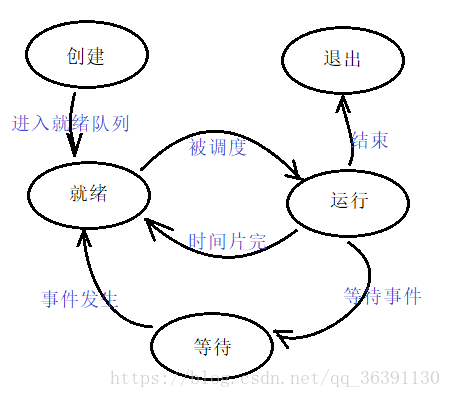 创建
退出
进入就绪队列
被调度
结束
就绪
运行
时间片完
事件发生
等待事件
等待
https://blog.csdn.net/qq_36391130